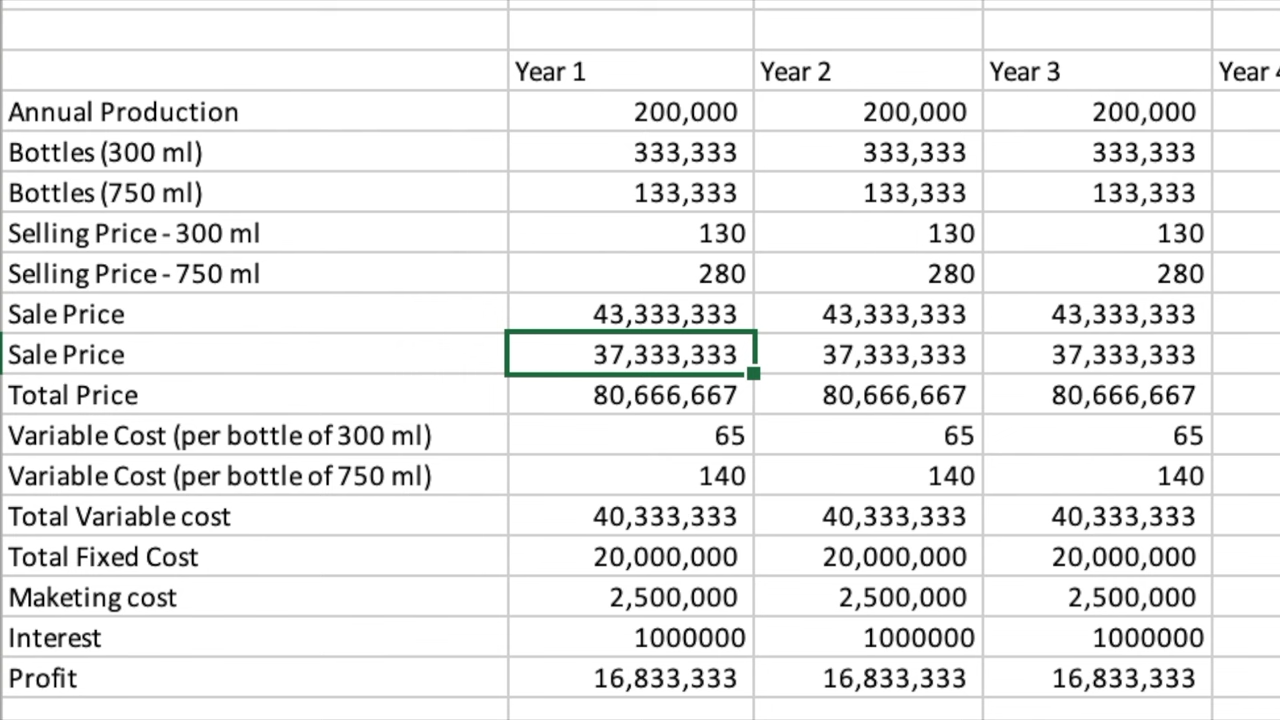 Year 1 Year 2 Year 3 Year
Annual Production 200,000 200,000 200,000
Bottles (300 ml) 333,333 333,333 333,333
Bottles (750 ml) 133,333 133,333 133,333
Selling Price - 300 ml 130 130 130
Selling Price - 750 ml 280 280 280
Sale Price 43,333,333 43,333,333 43,333,333
Sale Price 37,333,333 37,333,333 37,333,333
Total Price 80,666,667 80,666,667 80,666,667
Variable Cost (per bottle of 300 ml) 65 65 65
Variable Cost (per bottle of 750 ml) 140 140 140
Total Variable cost 40,333,333 40,333,333 40,333,333
Total Fixed Cost 20,000,000 20,000,000 20,000,000
Maketing cost 2,500,000 2,500,000 2,500,000
Interest 1000000 1000000 1000000
Profit 16,833,333 16,833,333 16,833,333